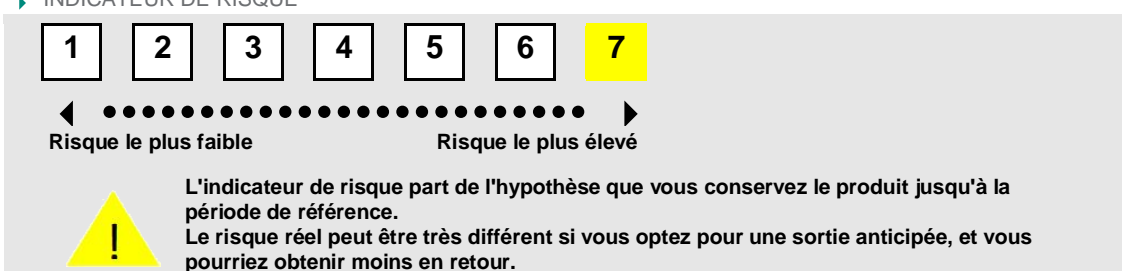 INDICATEUR DE RISQUE
1 2 3 4 5 6 7
Risque le plus faible Risque le plus élevé
L'indicateur de risque part de l'hypothèse que vous conservez le produit jusqu'à la
période de référence.
Le risque réel peut être très différent si vous optez pour une sortie anticipée, et vous
pourriez obtenir moins en retour.
!